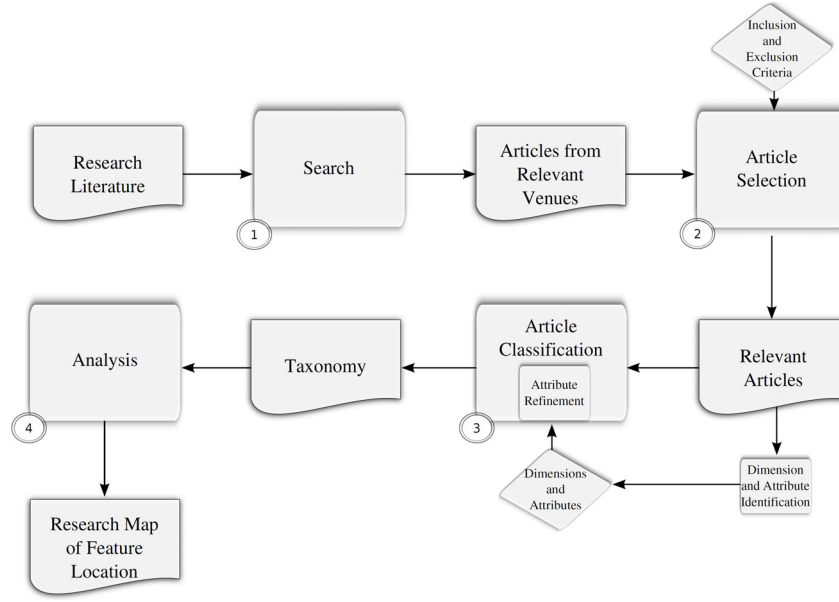 Inclusion
and
Exclusion
Criteria
Research
Literature
Search
Articles from
Relevant
Venues
Article
Selection
1
2
Analysis
Taxonomy
Article
Classification
Attribute
Refinement
Relevant
Articles
4
3
Dimensions
and
Attributes
Dimension
and Attribute
Identification
Research Map
of Feature
Location